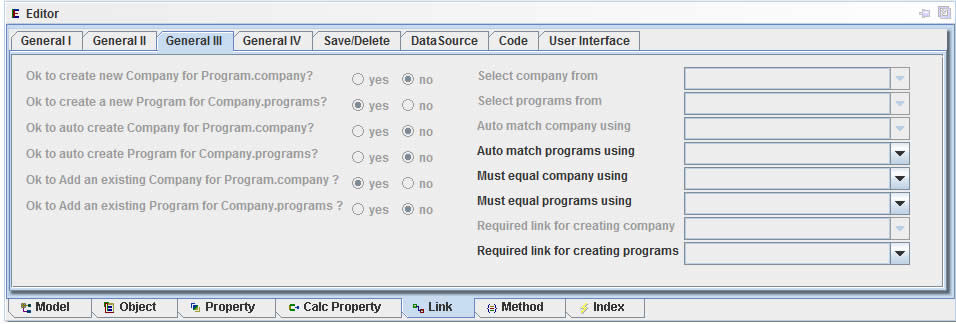 E Editor
General I General II General III General IV Save/Delete DataSource Code User Interface
Ok to create new Company for Program.company? yes no Select company from
Ok to create a new Program for Company.programs? yes no Select programs from
Ok to auto create Company for Program.company? yes no Auto match company using
Ok to auto create Program for Company.programs? yes no Auto match programs using
Ok to Add an existing Company for Program.company ? yes no Must equal company using
Ok to Add an existing Program for Company.programs ? yes no Must equal programs using
Required link for creating company
Required link for creating programs
Model Object Property Calc Property Link Method Index